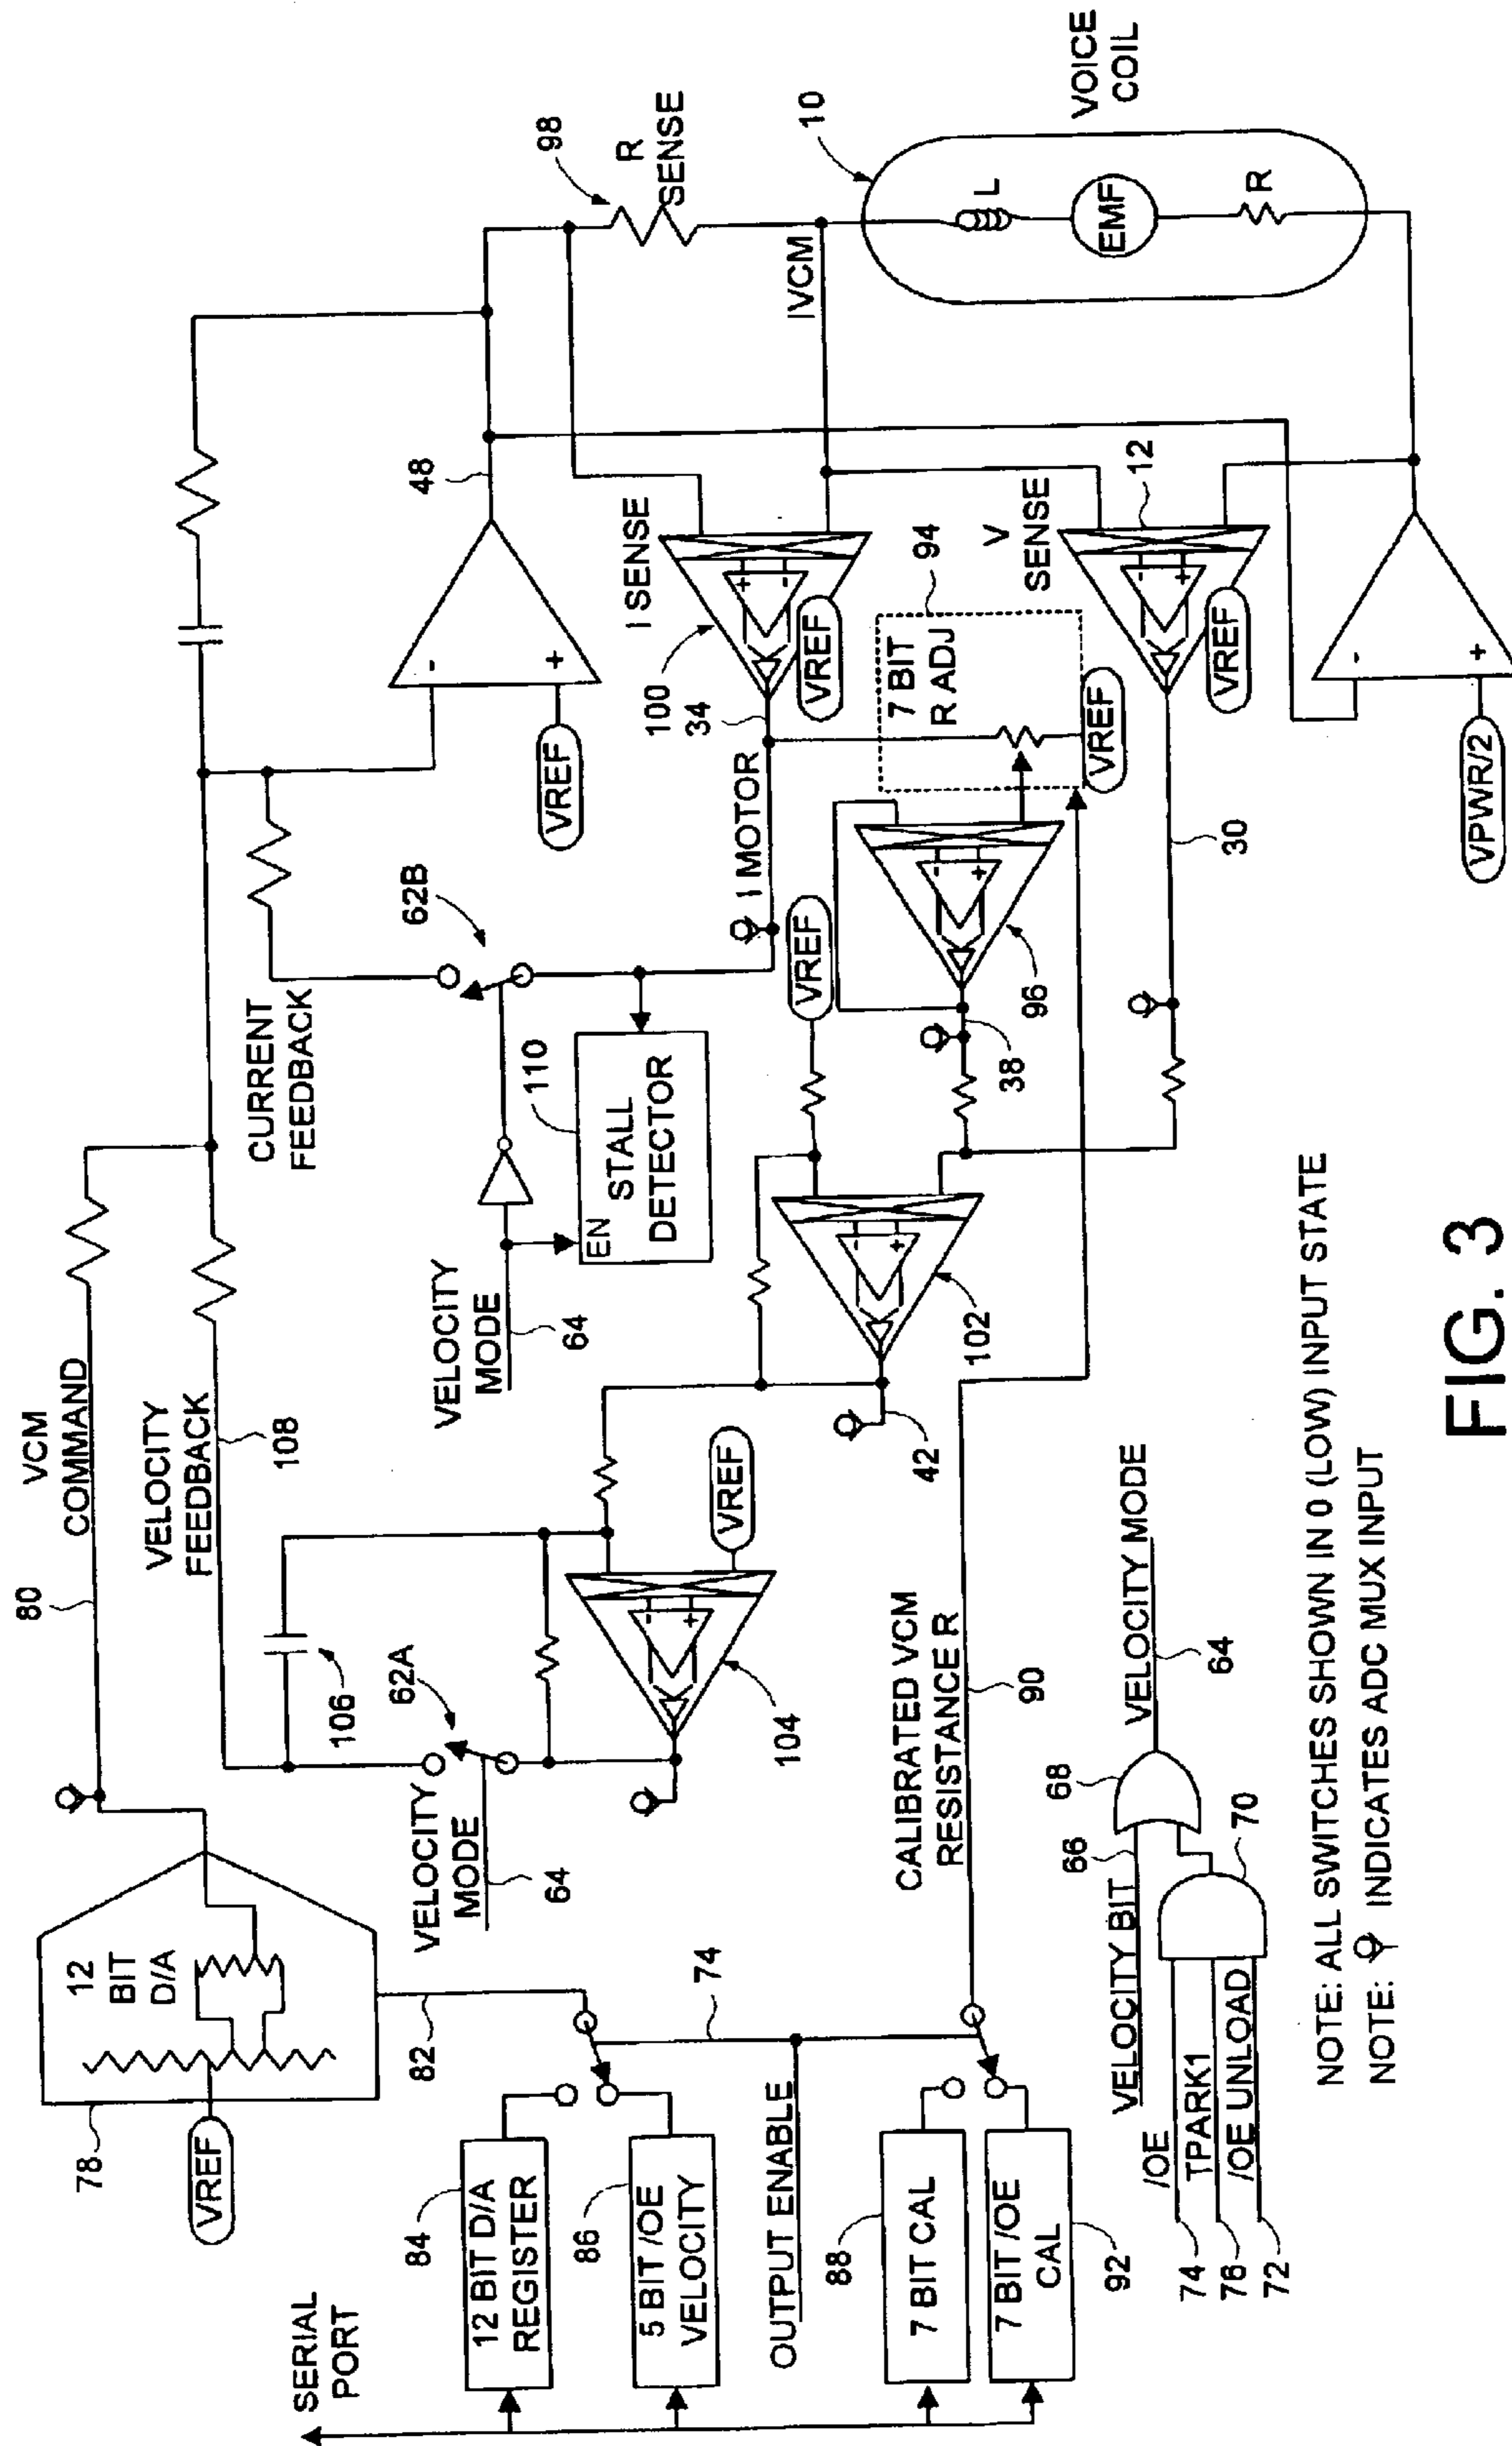 SERIAL
PORT
78
VREF
12
BIT
D/A
82
84
12 BIT D/A
REGISTER
86
5 BIT /OE
VELOCITY
OUTPUT ENABLE
74
88
7 BIT CAL
7 BIT /OE
CAL
92
80
VCM
COMMAND
VELOCITY
FEEDBACK
108
106
62A
VELOCITY
MODE
64
104
VREF
CALIBRATED VCM
RESISTANCE R
90
42
102
VELOCITY
MODE
64
EN
STALL
DETECTOR
110
CURRENT
FEEDBACK
62B
I MOTOR
VREF
38
96
30
VREF
-
+
48
I SENSE
100
34
+
-
VREF
7 BIT
R ADJ
94
VREF
V
SENSE
12
-
+
VREF
VPWR/2
-
+
98
R
SENSE
IVCM
10
L
EMF
R
VOICE
COIL
VELOCITY BIT
66
68
/OE
TPARK1
/OE UNLOAD
74
76
72
70
VELOCITY MODE
64
NOTE: ALL SWITCHES SHOWN IN 0 (LOW) INPUT STATE
NOTE: INDICATES ADC MUX INPUT
FIG. 3